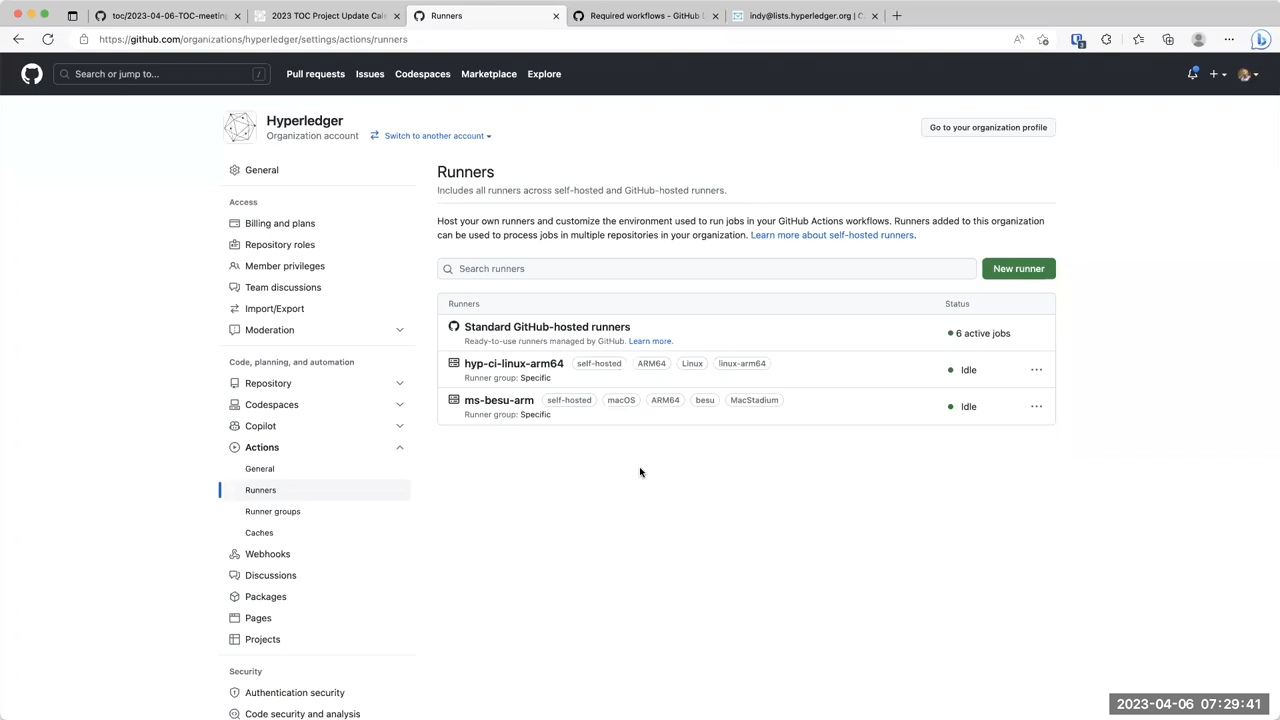 toc/2023-04-06-TOC-meetin
2023 TOC Project Update Cal
Runners
Required workflows - GitHub
indy@lists.hyperledger.org | C
https://github.com/organizations/hyperledger/settings/actions/runners
Search or jump to...
/
Pull requests
Issues
Codespaces
Marketplace
Explore
Hyperledger
Organization account
Switch to another account
Go to your organization profile
General
Access
Billing and plans
Repository roles
Member privileges
Team discussions
Import/Export
Moderation
Code, planning, and automation
Repository
Codespaces
Copilot
Actions
General
Runners
Runner groups
Caches
Webhooks
Discussions
Packages
Pages
Projects
Security
Authentication security
Code security and analysis
Runners
Includes all runners across self-hosted and GitHub-hosted runners.
Host your own runners and customize the environment used to run jobs in your GitHub Actions workflows. Runners added to this organization
can be used to process jobs in multiple repositories in your organization. Learn more about self-hosted runners.
Search runners
New runner
Runners
Status
Standard GitHub-hosted runners
Ready-to-use runners managed by GitHub. Learn more.
6 active jobs
hyp-ci-linux-arm64 self-hosted ARM64 Linux linux-arm64
Runner group: Specific
Idle
ms-besu-arm self-hosted macOS ARM64 besu MacStadium
Runner group: Specific
Idle
2023-04-06 07:29:41